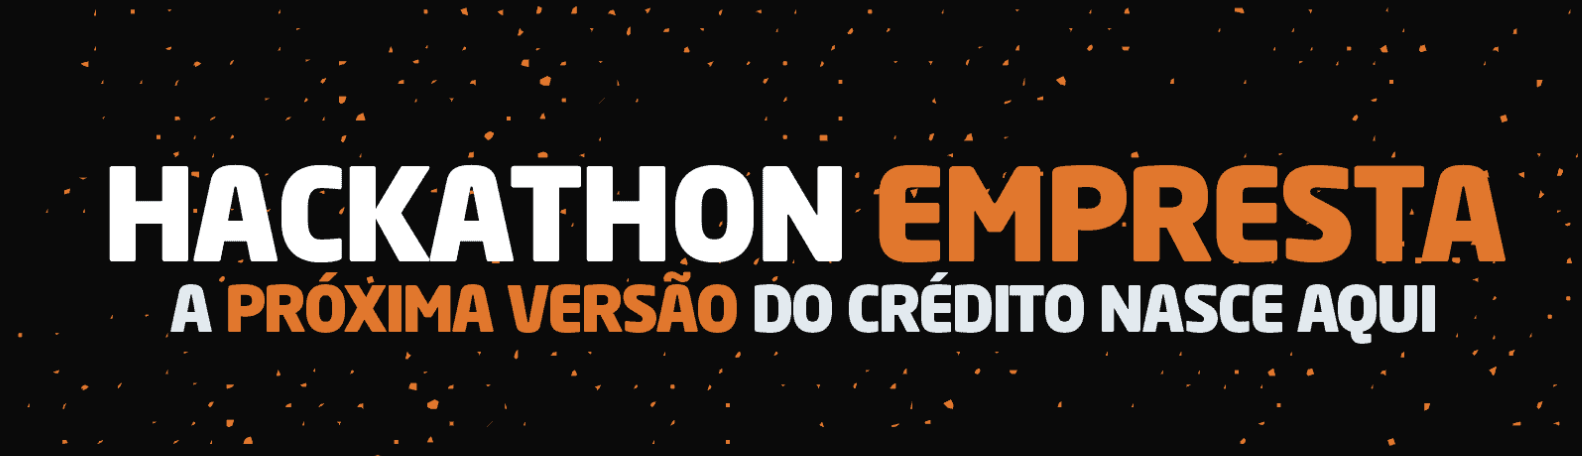 HACKATHON EMPRESTA
A PRÓXIMA VERSÃO DO CRÉDITO NASCE AQUI